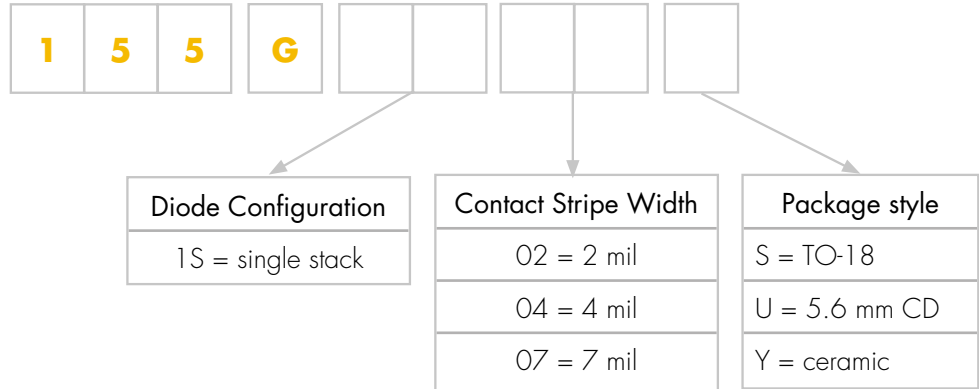 1 5 5 G
Diode Configuration
1S = single stack
Contact Stripe Width
02 = 2 mil
04 = 4 mil
07 = 7 mil
Package style
S = TO-18
U = 5.6 mm CD
Y = ceramic